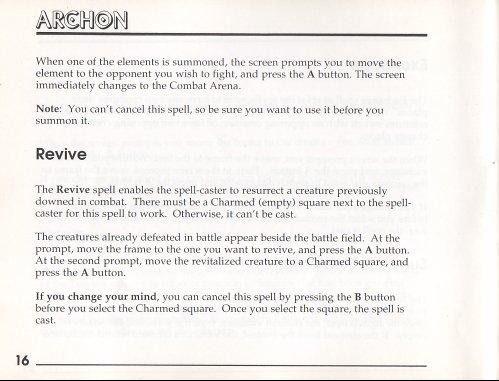 ARCHON
When one of the elements is summoned, the screen prompts you to move the
element to the opponent you wish to fight, and press the A button. The screen
immediately changes to the Combat Arena.
Note: You can't cancel this spell, so be sure you want to use it before you
summon it.
Revive
The Revive spell enables the spell-caster to resurrect a creature previously
downed in combat. There must be a Charmed (empty) square next to the spell-
caster for this spell to work. Otherwise, it can't be cast.
The creatures already defeated in battle appear beside the battle field. At the
prompt, move the frame to the one you want to revive, and press the A button.
At the second prompt, move the revitalized creature to a Charmed square, and
press the A button.
If you change your mind, you can cancel this spell by pressing the B button
before you select the Charmed square. Once you select the square, the spell is
cast.
16